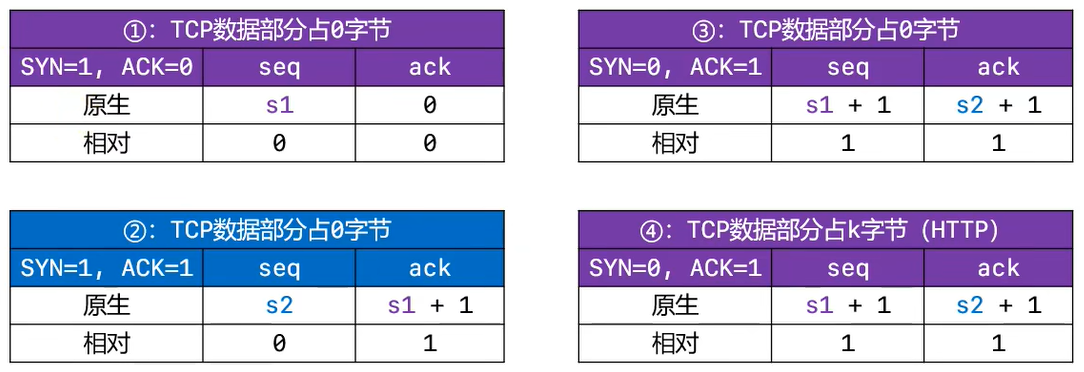 ①：TCP数据部分占0字节
SYN=1, ACK=0 seq ack
原生 s1 0
相对 0 0
③：TCP数据部分占0字节
SYN=0, ACK=1 seq ack
原生 s1 + 1 s2 + 1
相对 1 1
②：TCP数据部分占0字节
SYN=1, ACK=1 seq ack
原生 s2 s1 + 1
相对 0 1
④：TCP数据部分占k字节（HTTP）
SYN=0, ACK=1 seq ack
原生 s1 + 1 s2 + 1
相对 1 1